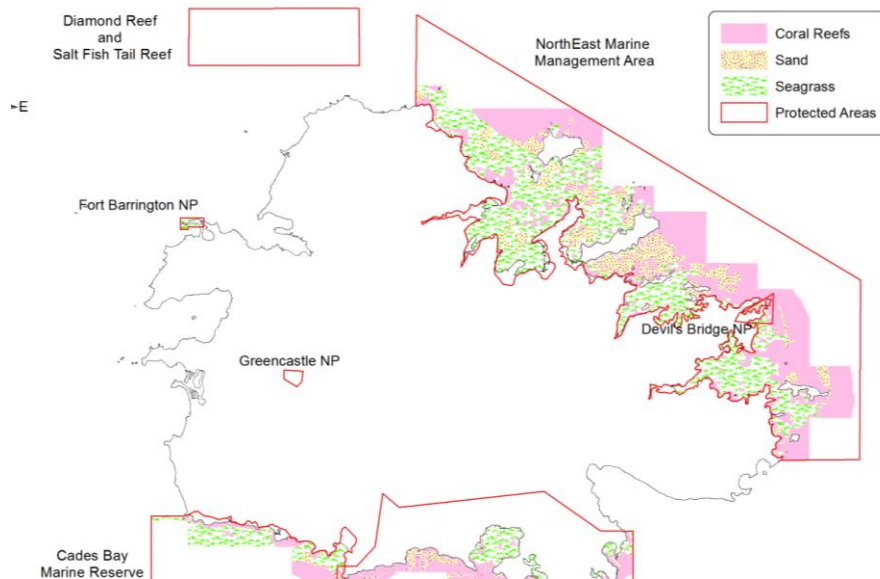 Diamond Reef
and
Salt Fish Tail Reef
NorthEast Marine
Management Area
Coral Reefs
Sand
Seagrass
Protected Areas
E
Fort Barrington NP
Devil's Bridge NP
Greencastle NP
Cades Bay
Marine Reserve